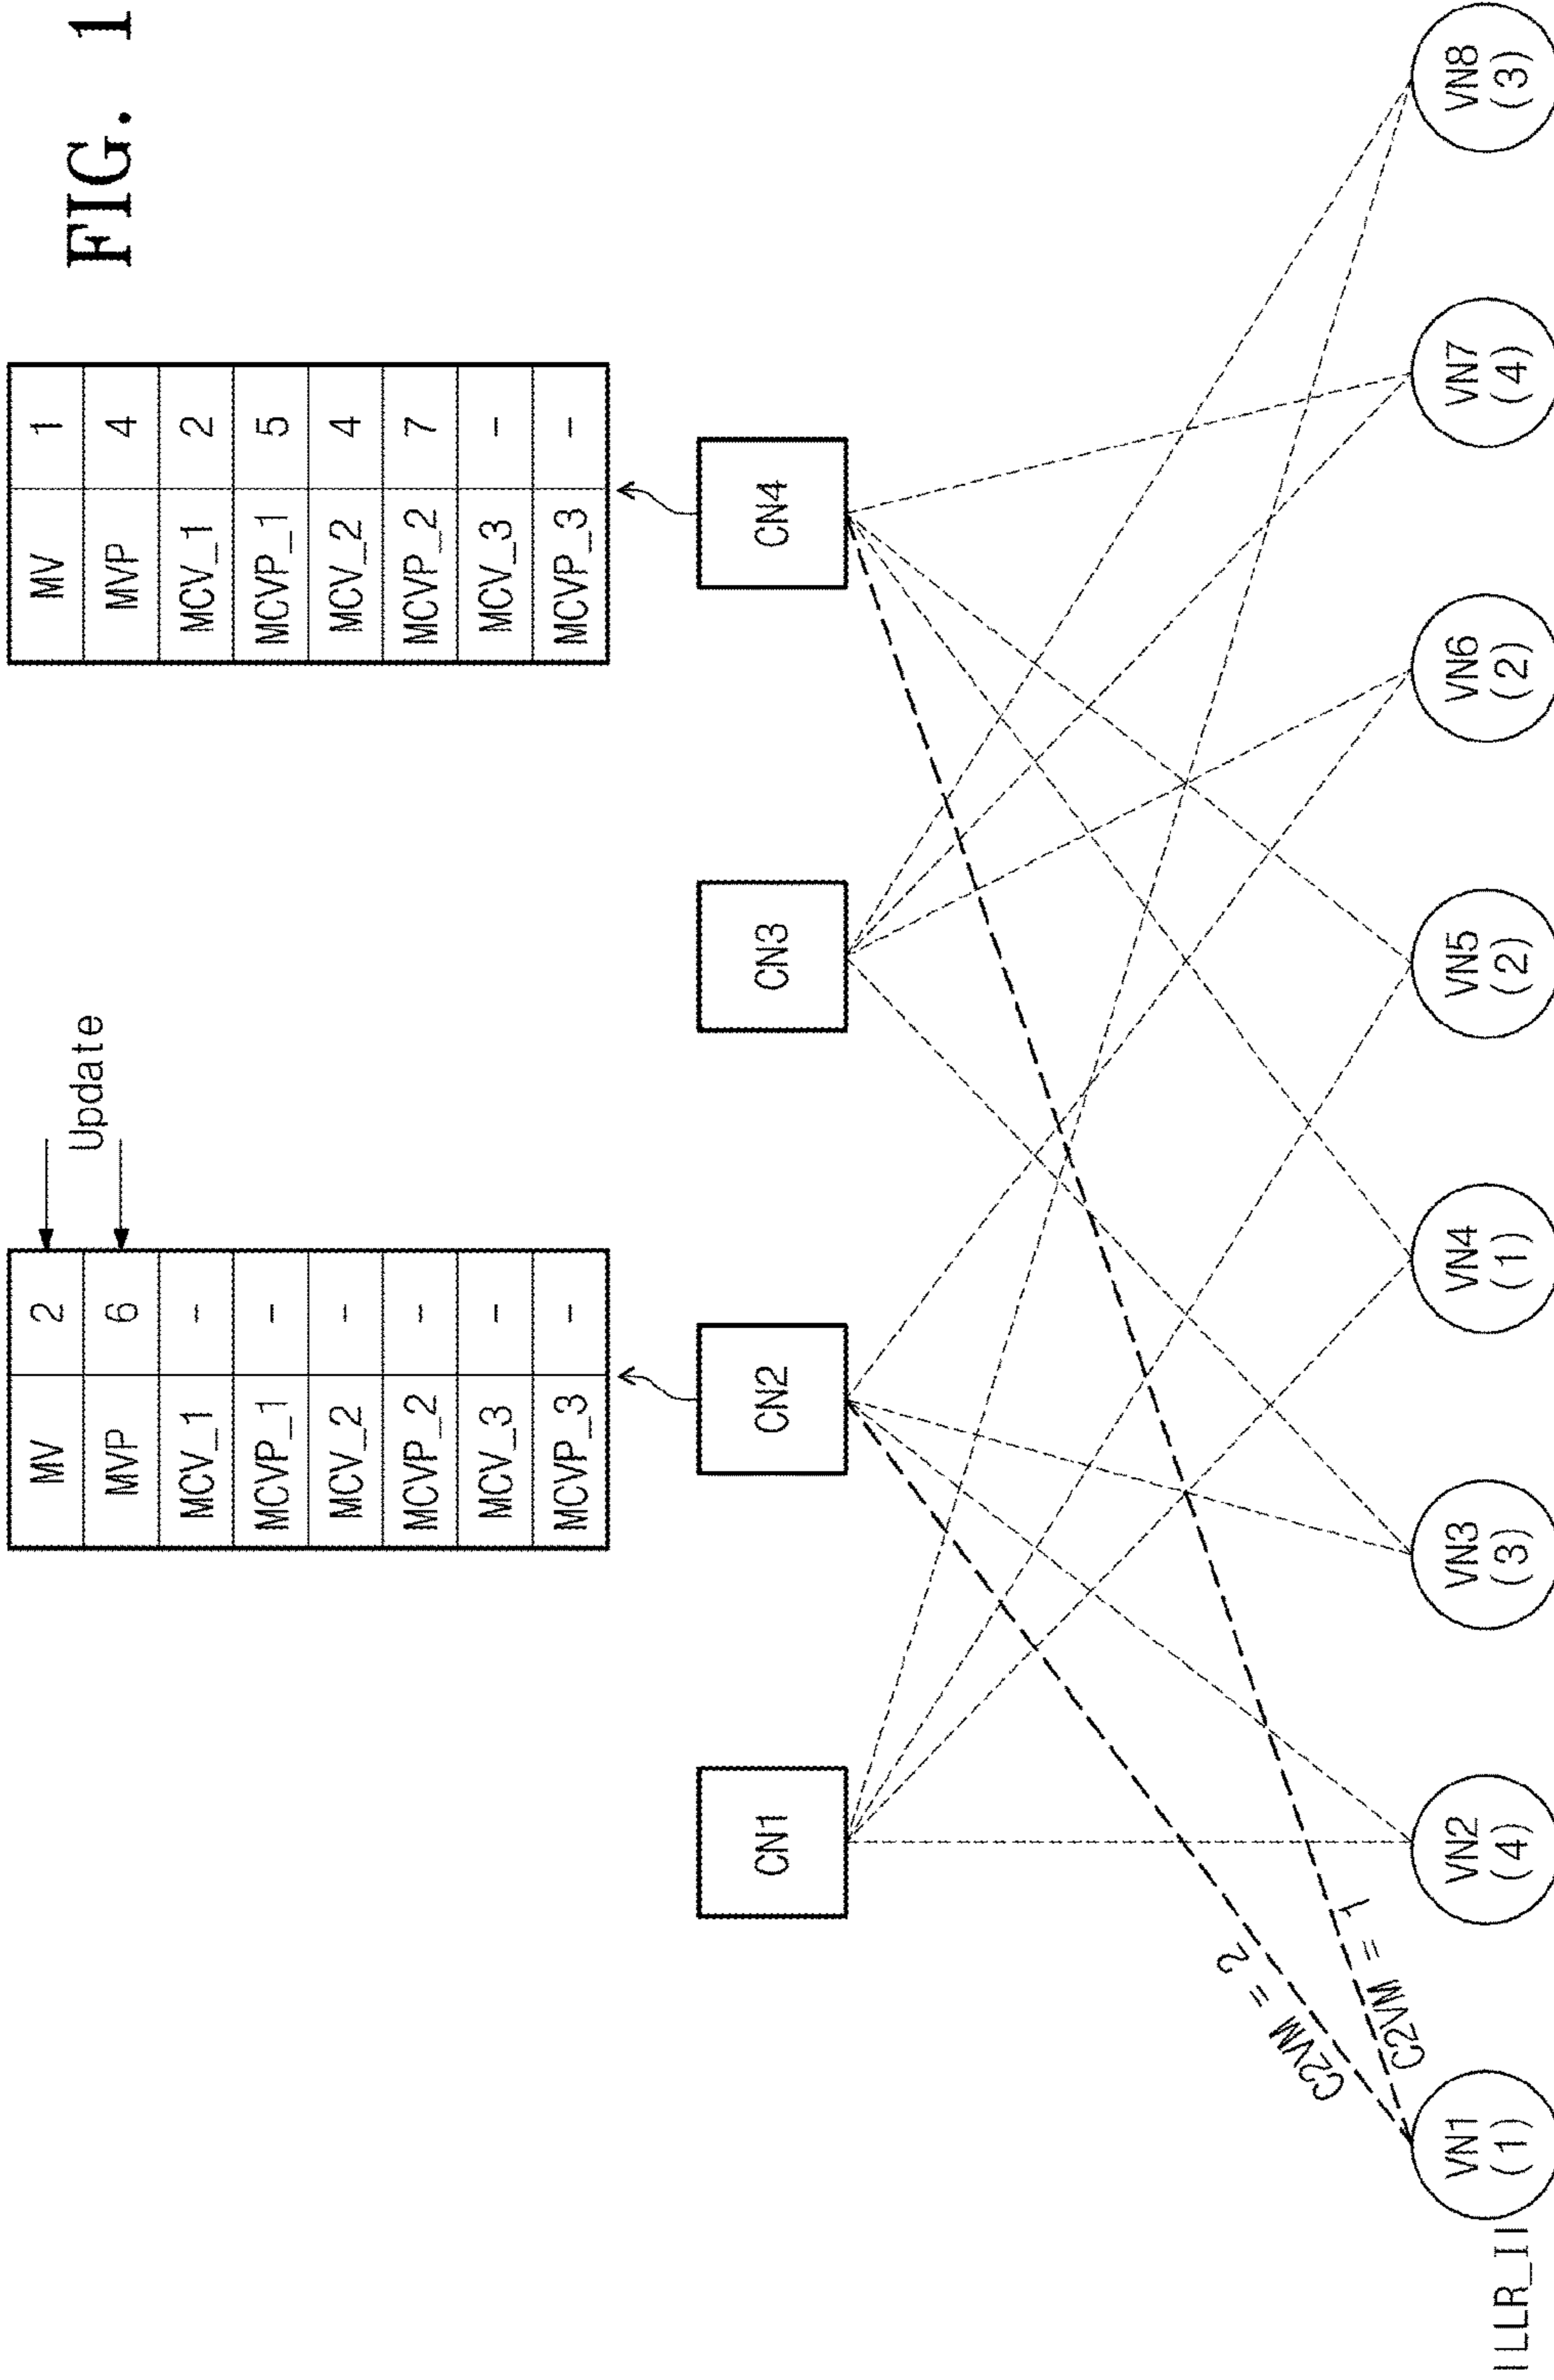 FIG. 1
Update
MV 2
MVP 6
MCV_1 -
MCVP_1 -
MCV_2 -
MCVP_2 -
MCV_3 -
MCVP_3 -
MV 1
MVP 4
MCV_1 2
MCVP_1 5
MCV_2 4
MCVP_2 7
MCV_3 -
MCVP_3 -
CN1
CN2
CN3
CN4
C2VM = 2
C2VM = 1
ILLR_II
VN1
(1)
VN2
(4)
VN3
(3)
VN4
(1)
VN5
(2)
VN6
(2)
VN7
(4)
VN8
(3)